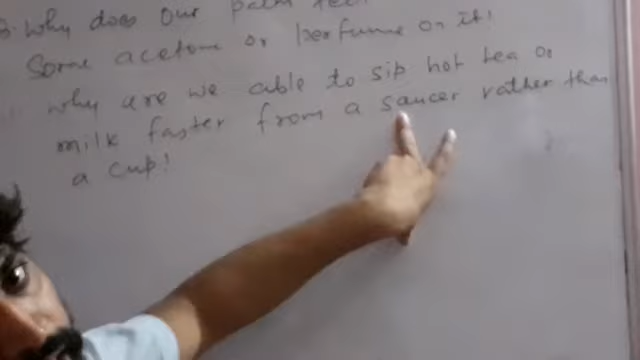 Why does our palm feel
Some acetone or perfume on it!
why are we able to sip hot tea or
milk faster from a saucer rather than
a cup!